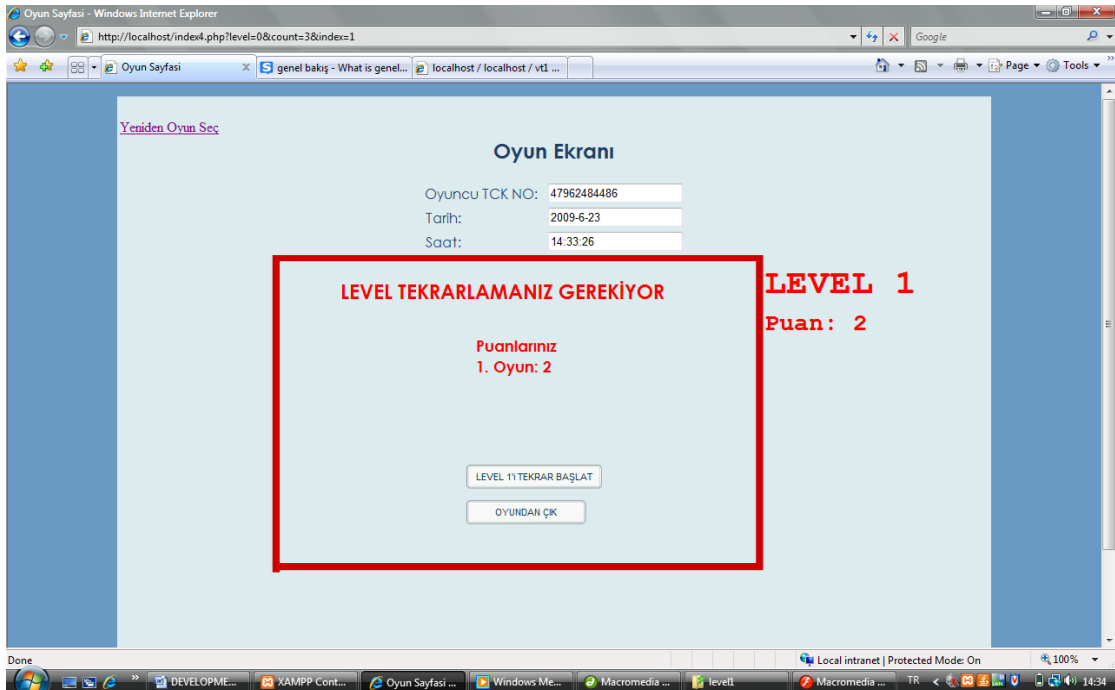 Oyun Sayfasi - Windows Internet Explorer
http://localhost/index4.php?level=0&count=3&index=1
Google
Oyun Sayfasi
genel bakış - What is genel...
localhost / localhost / vt1 ...
Page
Tools
Yeniden Oyun Seç
Oyun Ekranı
Oyuncu TCK NO: 47962484486
Tarih: 2009-6-23
Saat: 14:33:26
LEVEL TEKRARLAMANIZ GEREKİYOR
LEVEL 1
Puan: 2
Puanlarınız
1. Oyun: 2
LEVEL 1'i TEKRAR BAŞLAT
OYUNDAN ÇIK
Done
Local intranet | Protected Mode: On
100%
DEVELOPME...
XAMPP Cont...
Oyun Sayfasi ...
Windows Me...
Macromedia ...
level1
Macromedia ...
TR
14:34